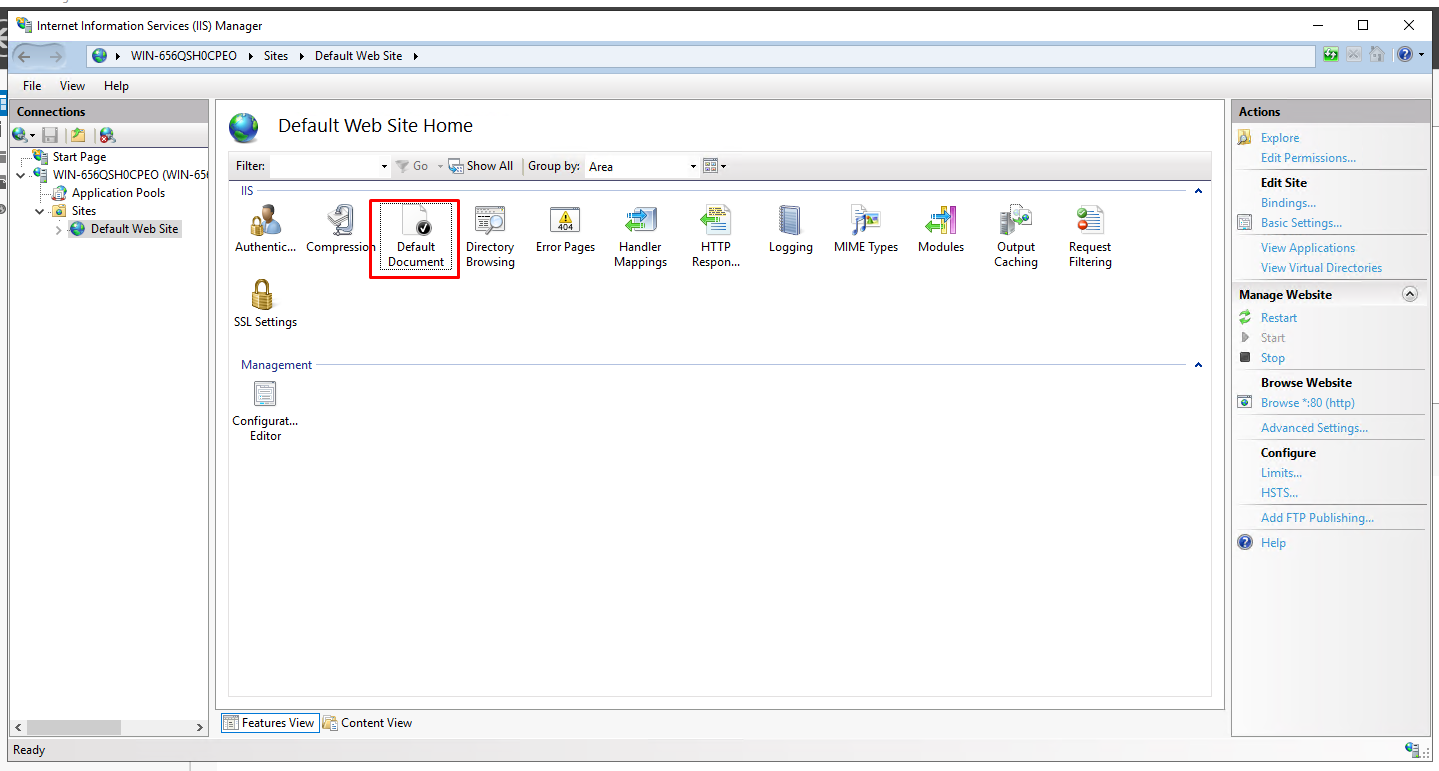 Internet Information Services (IIS) Manager
WIN-656QSH0CPEO Sites Default Web Site
File View Help
Connections
Start Page
WIN-656QSH0CPEO (WIN-656
Application Pools
Sites
Default Web Site
Default Web Site Home
Filter: Go Show All Group by: Area
IIS
Authentic... Compression Default Document Directory Browsing Error Pages Handler Mappings HTTP Respon... Logging MIME Types Modules Output Caching Request Filtering
404
SSL Settings
Management
Configurat...
Editor
Features View Content View
Actions
Explore
Edit Permissions...
Edit Site
Bindings...
Basic Settings...
View Applications
View Virtual Directories
Manage Website
Restart
Start
Stop
Browse Website
Browse *:80 (http)
Advanced Settings...
Configure
Limits...
HSTS...
Add FTP Publishing...
Help
Ready